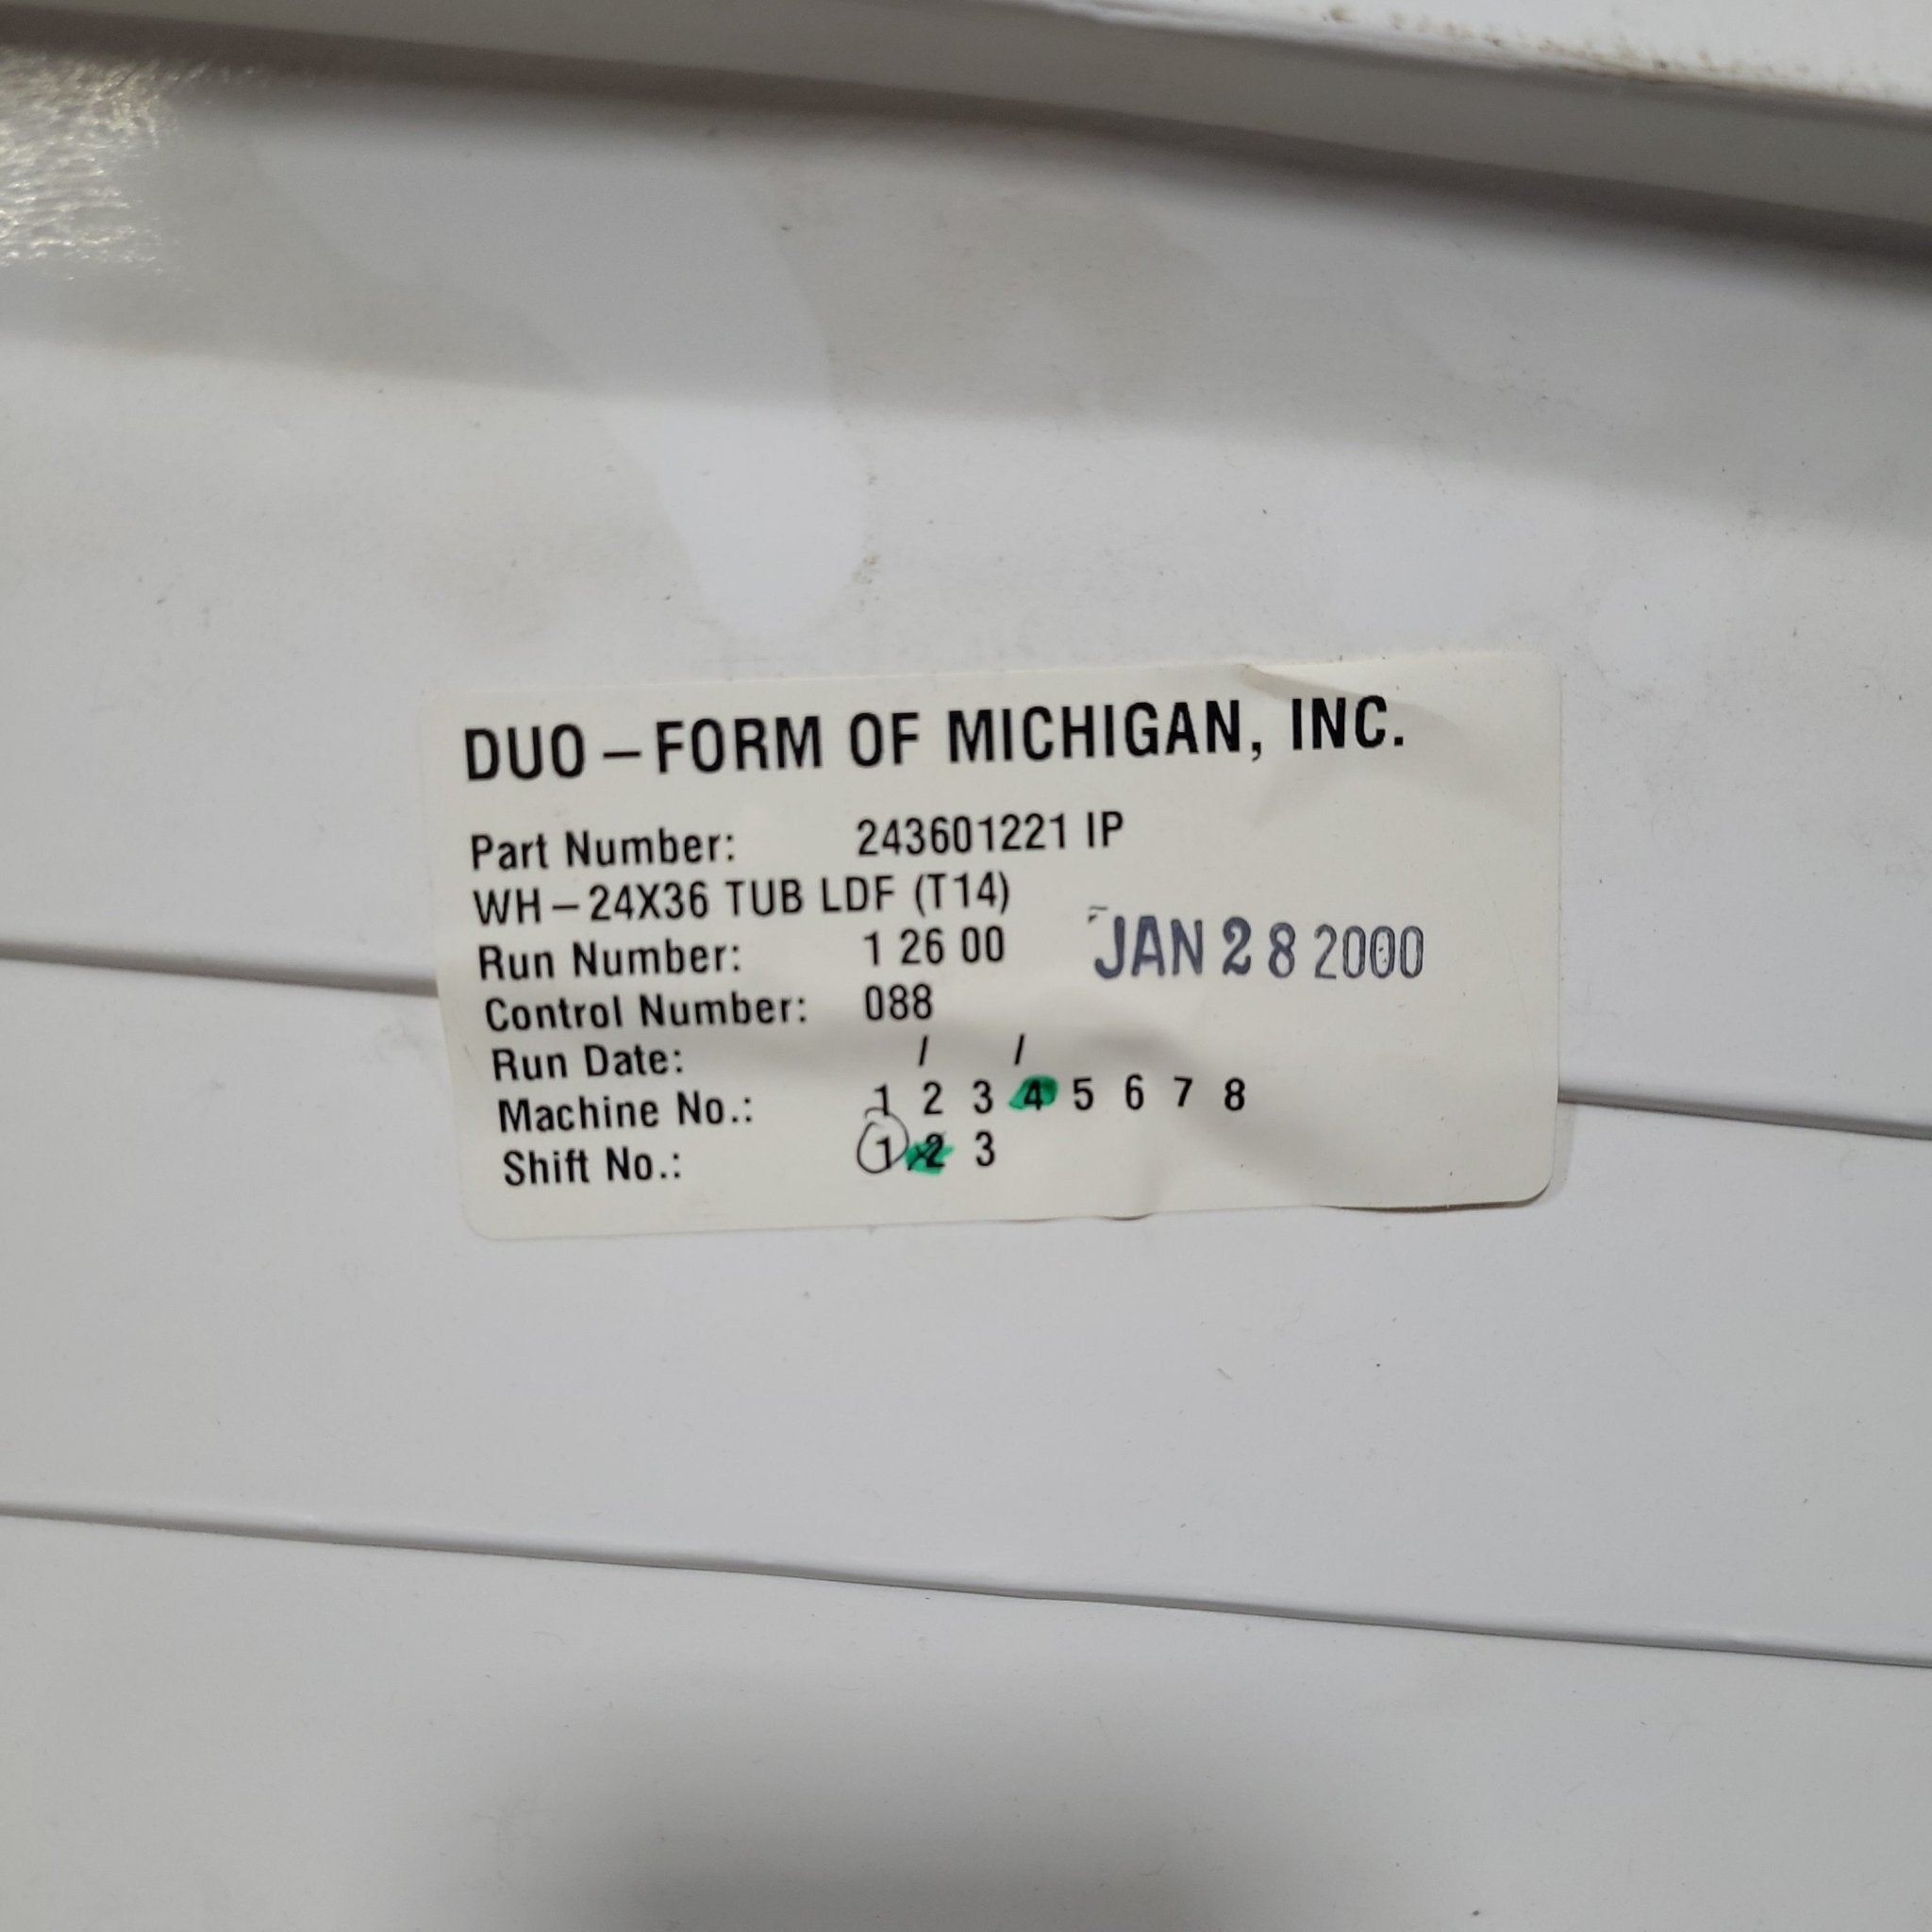 DUO – FORM OF MICHIGAN, INC.
Part Number: 243601221 IP
WH – 24X36 TUB LDF (T14)
Run Number: 1 26 00 JAN 28 2000
Control Number: 088
Run Date: / /
Machine No.: 1 2 3 4 5 6 7 8
Shift No.: 1 2 3